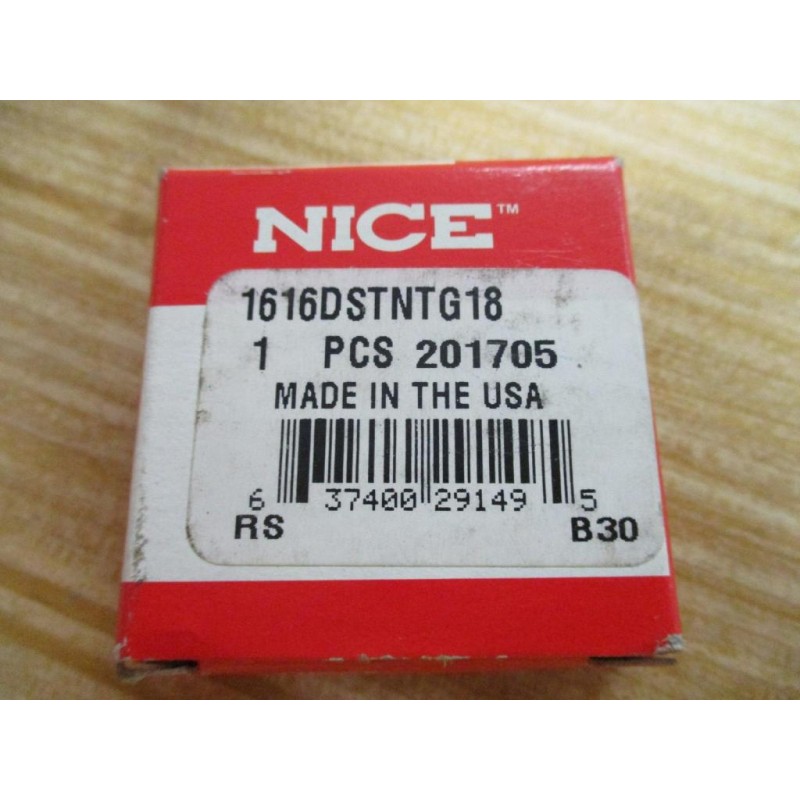 NICE™
1616DSTNTG18
1 PCS 201705
MADE IN THE USA
6 37400 29149 5
RS B30